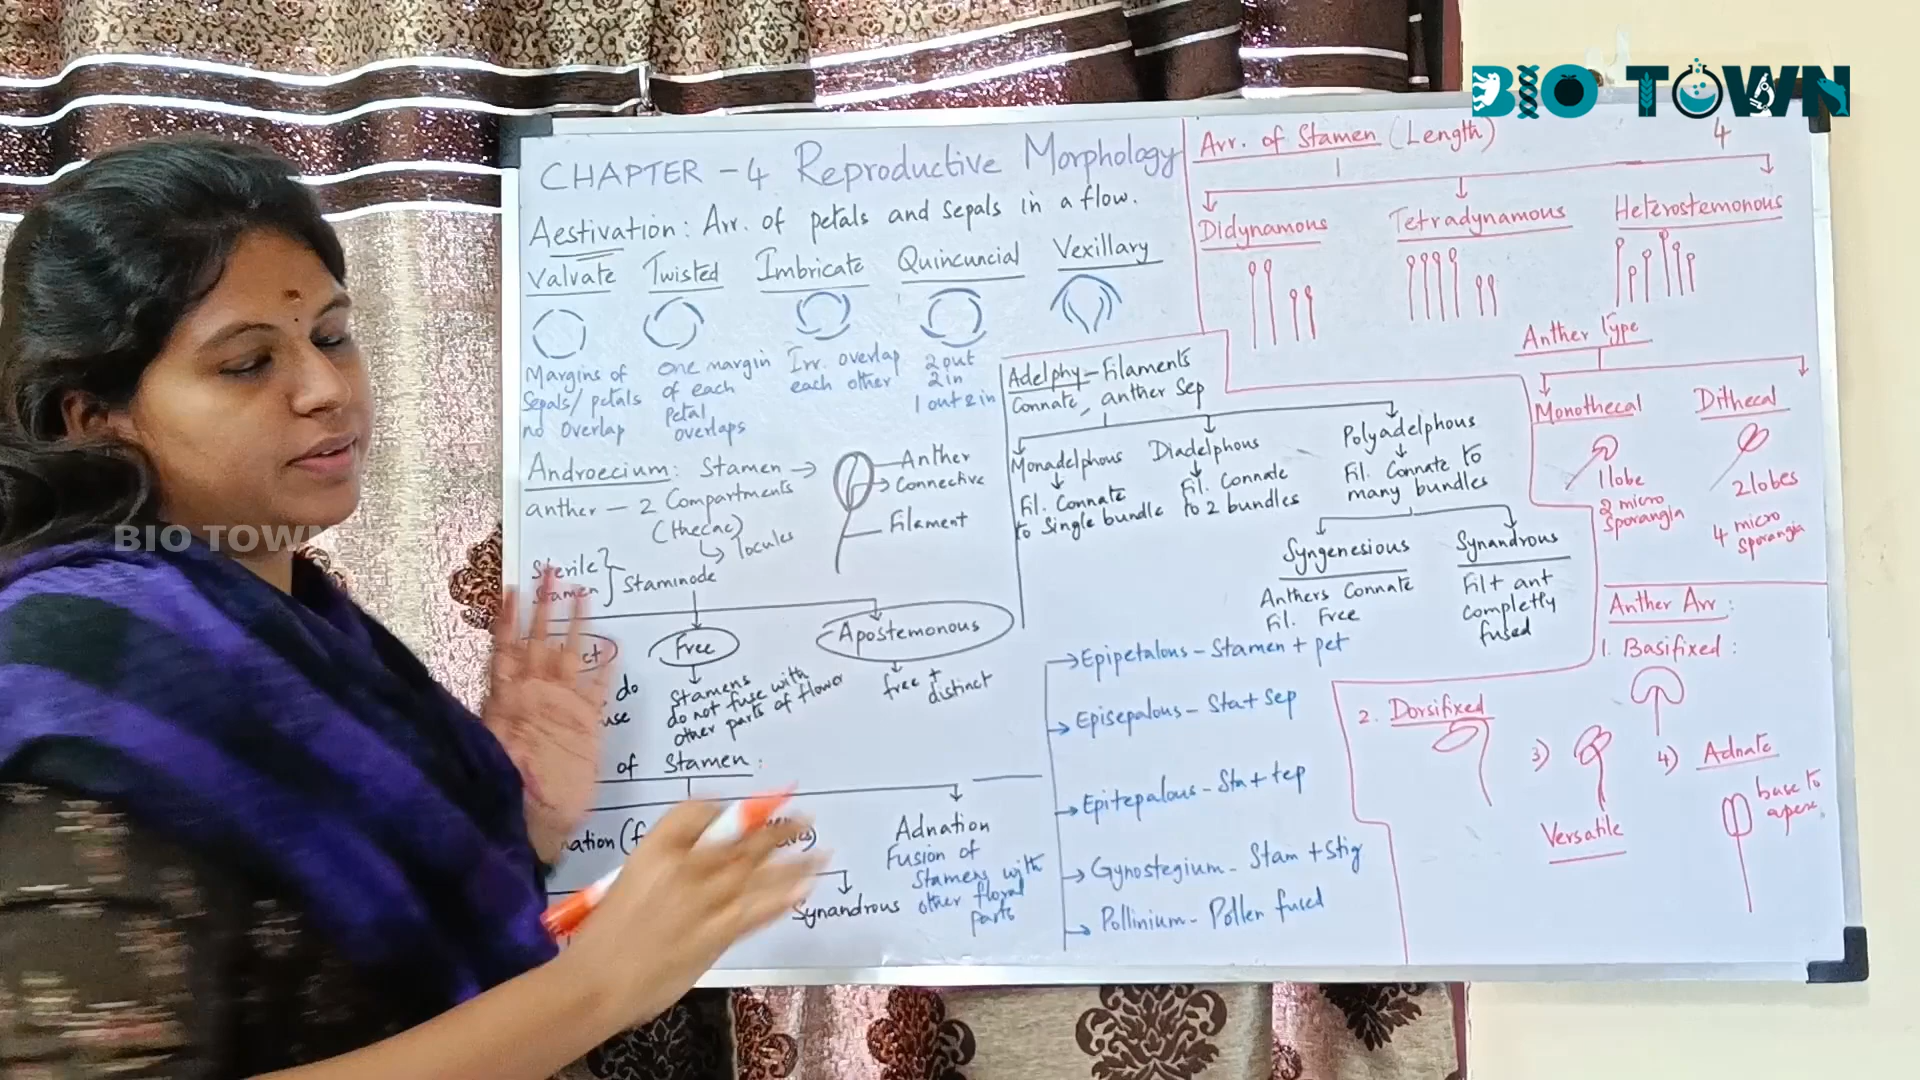 BIO TOWN
CHAPTER - 4 Reproductive Morphology
Aestivation: Arr. of petals and sepals in a flow.
Valvate Twisted Imbricate Quincuncial Vexillary
Margins of
Sepals/petals
no overlap
one margin
of each
Petal
overlaps
Irr. overlap
each other
2 out
2 in
1 out & in
Androecium: Stamen → Anther
Connective
Filament
anther - 2 Compartments
(thecae)
locules
Sterile
Stamen } Staminode
Free
Apostemonous
do
use
Stamens
do not fuse with
other parts of flower
free +
distinct
of Stamen:
Adnation
Fusion of
Stamens with
other floral
parts
Synandrous
BIO TOWN
Arr. of Stamen (Length) 4
Didynamous Tetradynamous Heterostemonous
Adelphy - Filaments
Connate, anther Sep
Monadelphous
Fil. Connate
to Single bundle
Diadelphous
Fil. Connate
to 2 bundles
Polyadelphous
Fil. Connate to
many bundles
Syngenesious
Anthers Connate
Fil. Free
Synandrous
Fil + ant
completly
fused
Epipetalous - Stamen + pet
Episepalous - Sta + Sep
Epitepalous - Sta + tep
Gynostegium - Stam + Stig
Pollinium - Pollen fused
Anther Type
Monothecal
1 lobe
2 micro
sporangia
Dithecal
2 lobes
4 micro
sporangia
Anther Arr:
1. Basifixed:
2. Dorsifixed
3)
Versatile
4) Adnate
base to
apex.